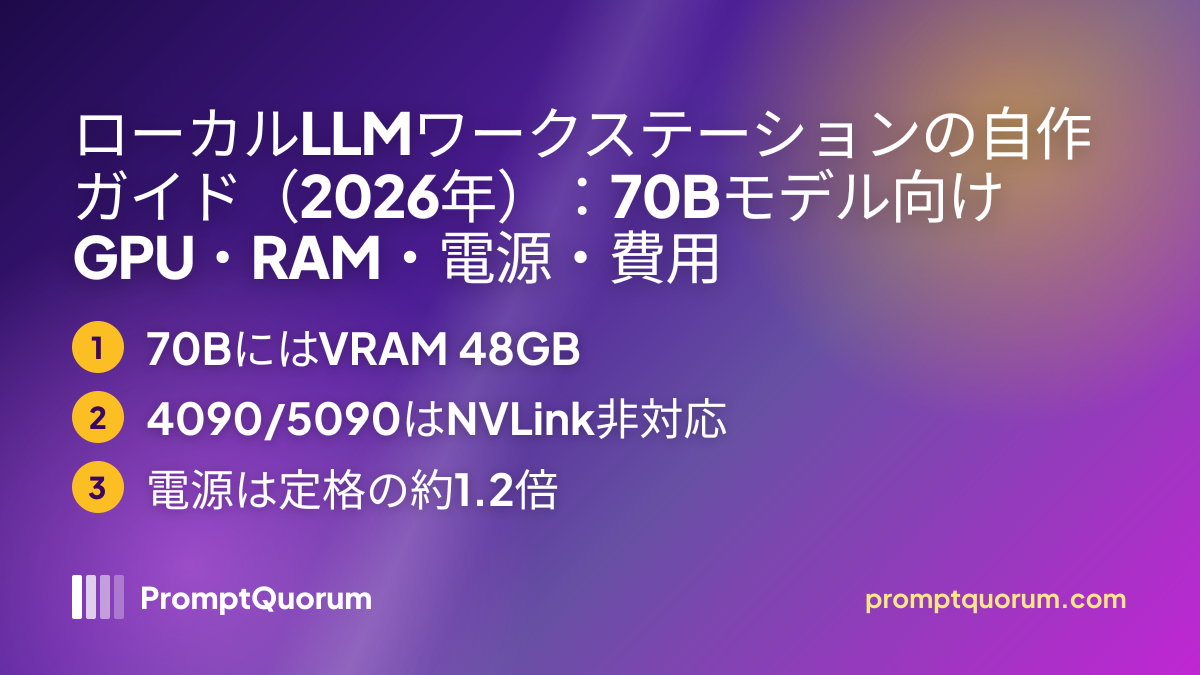 ローカルLLMワークステーションの自作
ガイド（2026年）：70Bモデル向け
GPU・RAM・電源・費用
1 70BにはVRAM 48GB
2 4090/5090はNVLink非対応
3 電源は定格の約1.2倍
PromptQuorum
promptquorum.com